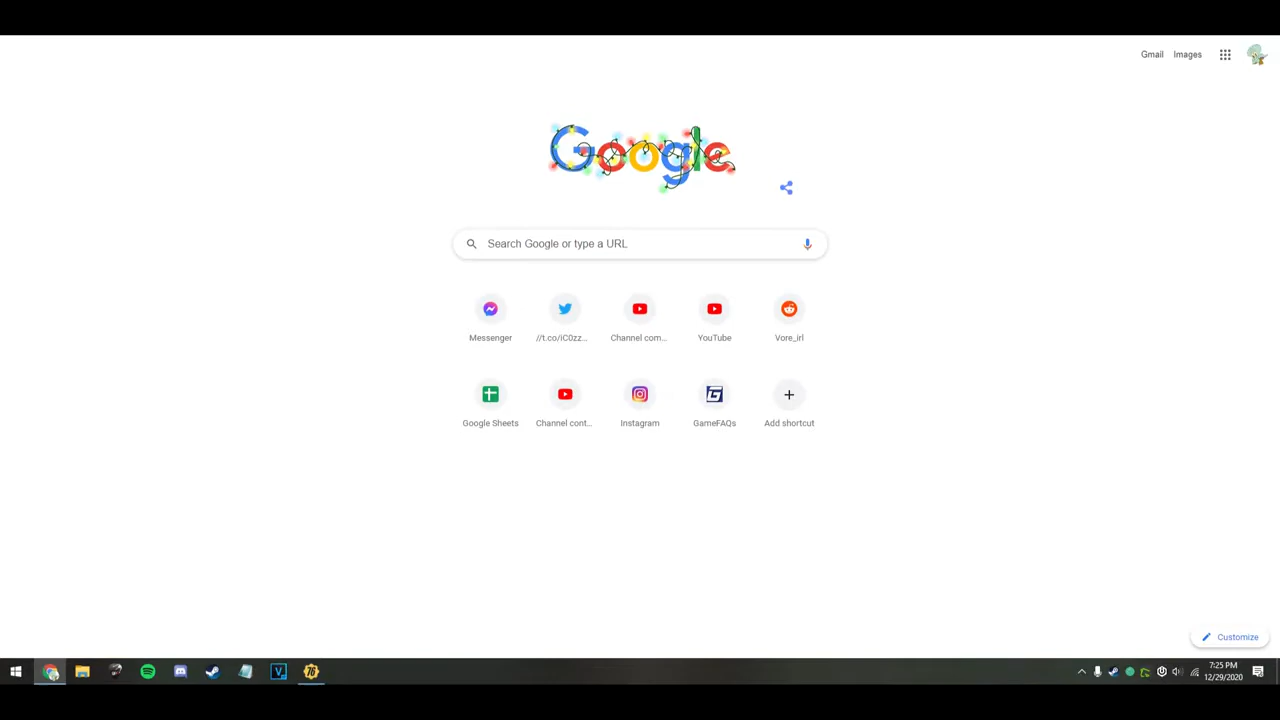 Gmail Images
Google
Search Google or type a URL
Messenger
//t.co/iC0zz...
Channel com...
YouTube
Vore_irl
Google Sheets
Channel cont...
Instagram
GameFAQs
Add shortcut
Customize
V
76
7:25 PM
12/29/2020